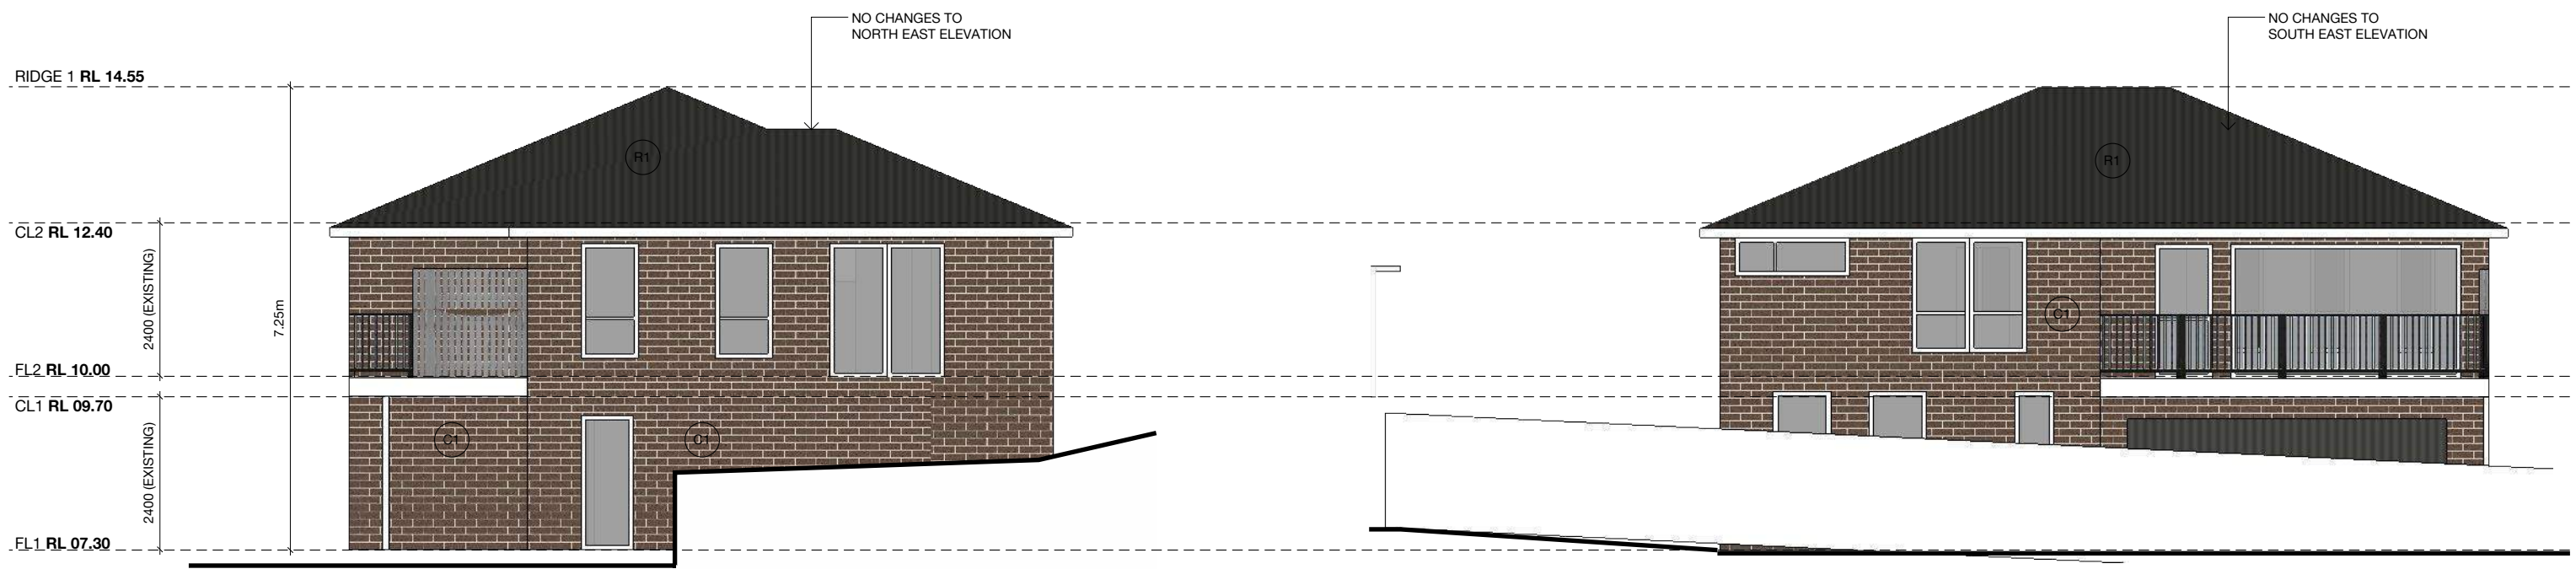 NO CHANGES TO
NORTH EAST ELEVATION
NO CHANGES TO
SOUTH EAST ELEVATION
RIDGE 1 RL 14.55
R1
R1
CL2 RL 12.40
2400 (EXISTING)
7.25m
C1
FL2 RL 10.00
CL1 RL 09.70
2400 (EXISTING)
C1
C1
FL1 RL 07.30